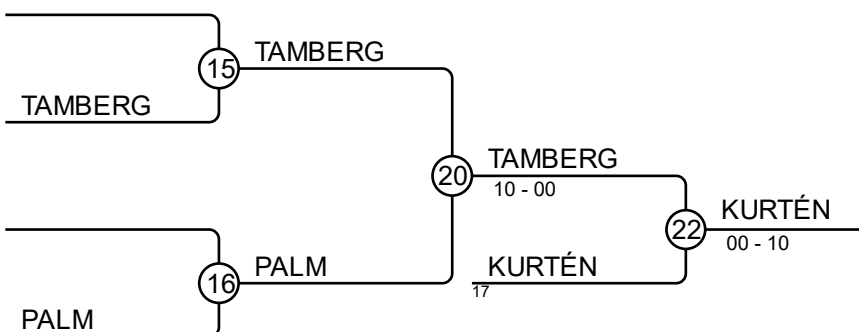 TAMBERG
15
TAMBERG
TAMBERG
20
10 - 00
KURTÉN
22
00 - 10
PALM
KURTÉN
16
17
PALM